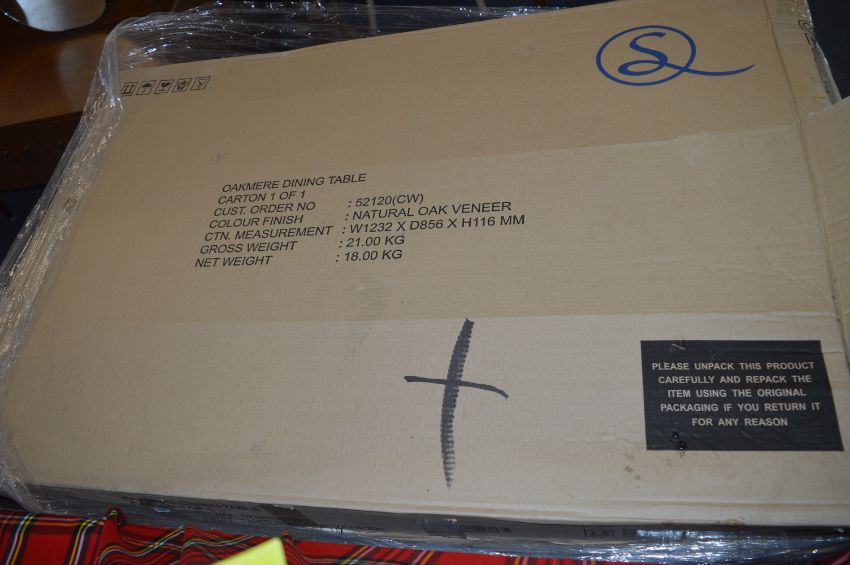 S
OAKMERE DINING TABLE
CARTON 1 OF 1
CUST. ORDER NO : 52120(CW)
COLOUR FINISH : NATURAL OAK VENEER
CTN. MEASUREMENT : W1232 X D856 X H116 MM
GROSS WEIGHT : 21.00 KG
NET WEIGHT : 18.00 KG
PLEASE UNPACK THIS PRODUCT
CAREFULLY AND REPACK THE
ITEM USING THE ORIGINAL
PACKAGING IF YOU RETURN IT
FOR ANY REASON